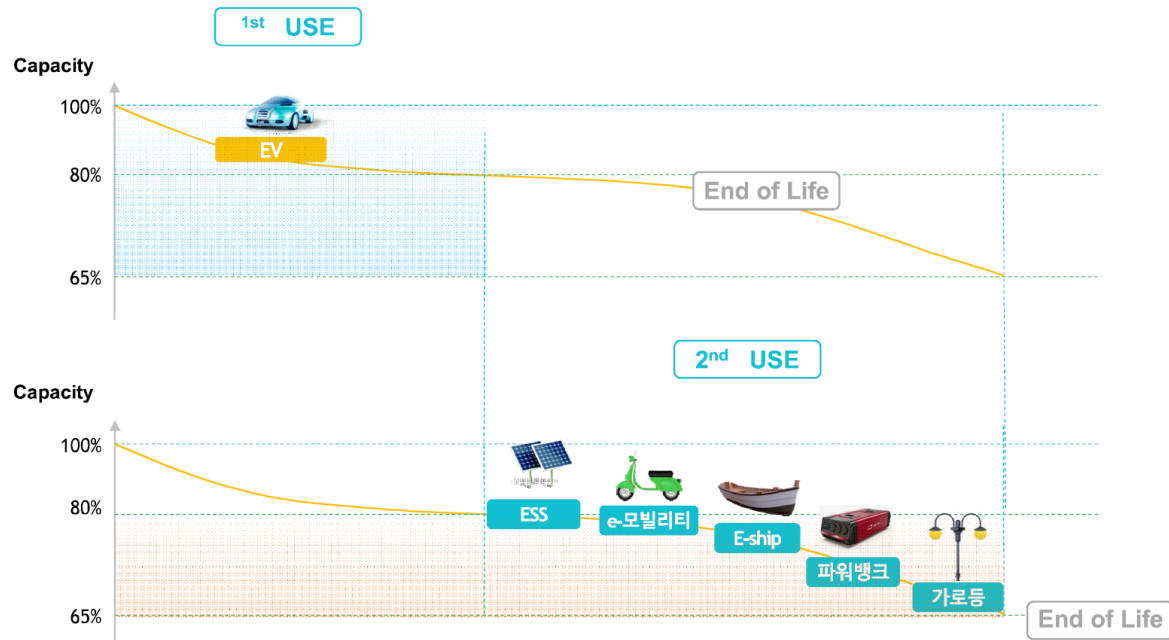 1st USE
Capacity
100%
EV
80%
End of Life
65%
2nd USE
Capacity
100%
80%
ESS
e-모빌리티
E-ship
파워뱅크
가로등
65%
End of Life